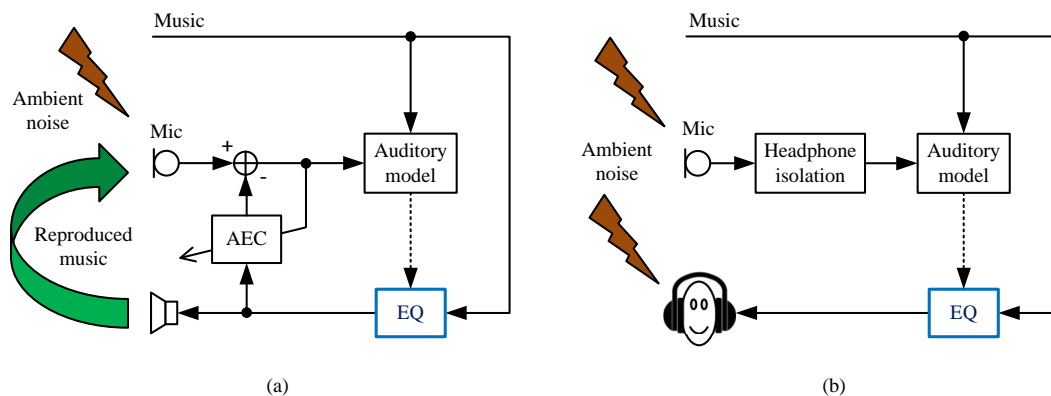 Music
Ambient
noise
Mic
+
-
Auditory
model
AEC
Reproduced
music
EQ
(a)
Music
Ambient
noise
Mic
Headphone
isolation
Auditory
model
EQ
(b)